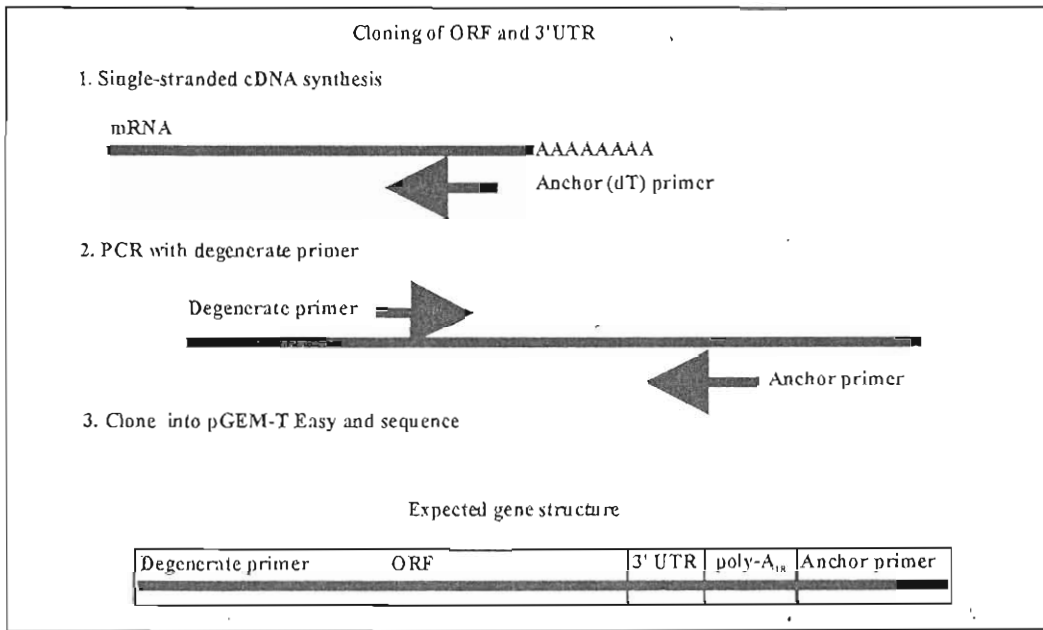 Cloning of ORF and 3'UTR
1. Single-stranded cDNA synthesis
mRNA
AAAAAAAA
Anchor (dT) primer
2. PCR with degenerate primer
Degenerate primer
Anchor primer
3. Clone into pGEM-T Easy and sequence
Expected gene structure
Degenerate primer ORF 3' UTR poly-A₁₈ Anchor primer